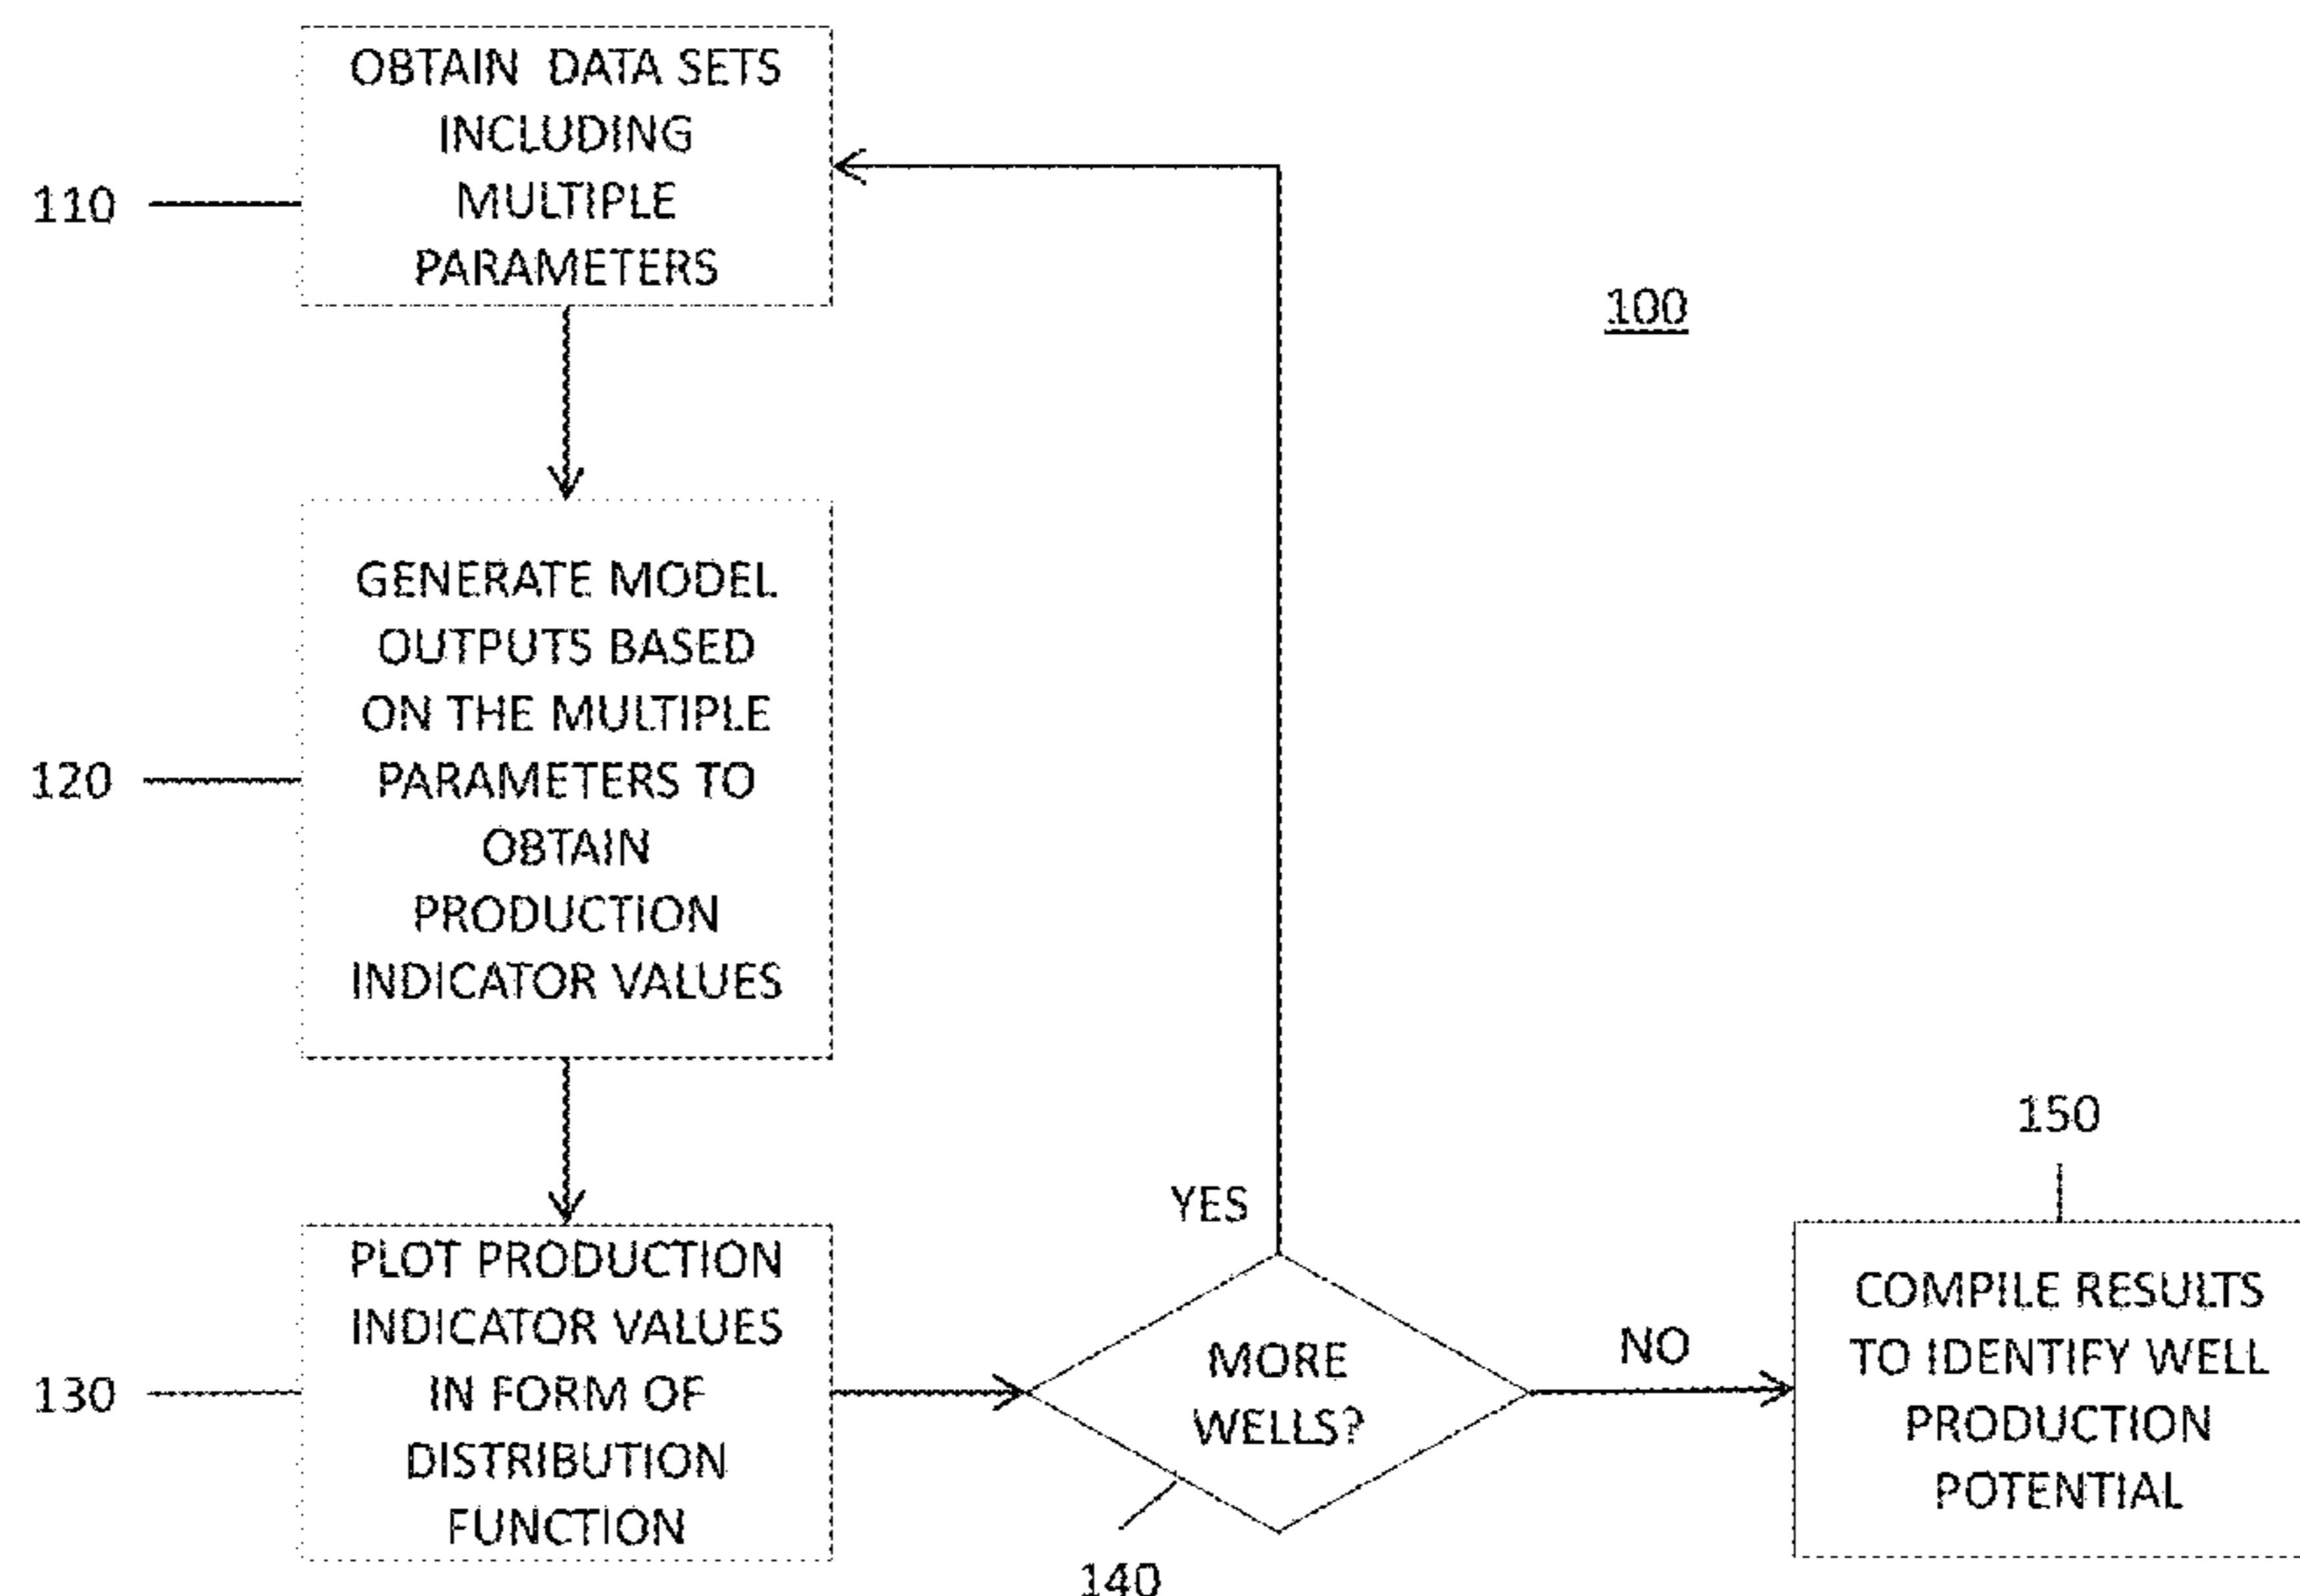 OBTAIN DATA SETS
INCLUDING
MULTIPLE
PARAMETERS
110
100
GENERATE MODEL
OUTPUTS BASED
ON THE MULTIPLE
PARAMETERS TO
OBTAIN
PRODUCTION
INDICATOR VALUES
120
PLOT PRODUCTION
INDICATOR VALUES
IN FORM OF
DISTRIBUTION
FUNCTION
130
YES
MORE
WELLS?
140
NO
150
COMPILE RESULTS
TO IDENTIFY WELL
PRODUCTION
POTENTIAL